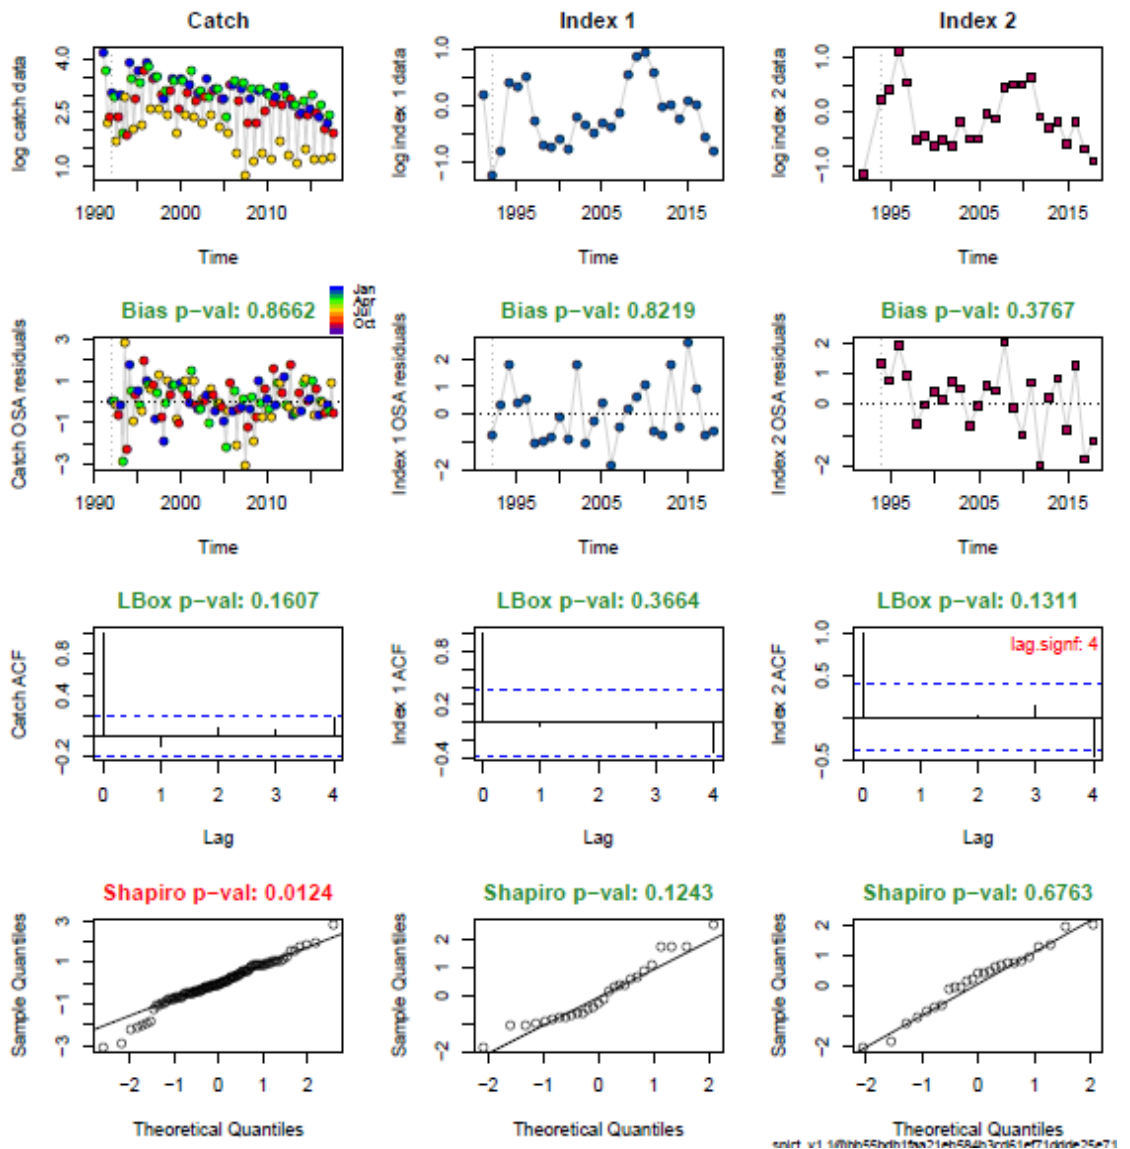 Catch
Index 1
Index 2
log catch data
4.0
2.5
1.0
1990
2000
2010
Time
log index 1 data
1.0
0.0
−1.0
1995
2005
2015
Time
log index 2 data
1.0
0.0
−1.0
1995
2005
2015
Time
Bias p−val: 0.8662
Jan
Apr
Jul
Oct
Catch OSA residuals
3
1
−1
−3
1990
2000
2010
Time
Bias p−val: 0.8219
Index 1 OSA residuals
2
0
−2
1995
2005
2015
Time
Bias p−val: 0.3767
Index 2 OSA residuals
2
1
0
−2
1995
2005
2015
Time
LBox p−val: 0.1607
Catch ACF
0.8
0.4
−0.2
0
1
2
3
4
Lag
LBox p−val: 0.3664
Index 1 ACF
0.8
0.2
−0.4
0
1
2
3
4
Lag
LBox p−val: 0.1311
lag.signf: 4
Index 2 ACF
1.0
0.5
−0.5
0
1
2
3
4
Lag
Shapiro p−val: 0.0124
Sample Quantiles
3
1
−1
−3
−2
−1
0
1
2
Theoretical Quantiles
Shapiro p−val: 0.1243
Sample Quantiles
2
1
0
−2
−2
−1
0
1
2
Theoretical Quantiles
Shapiro p−val: 0.6763
Sample Quantiles
2
1
0
−2
−2
−1
0
1
2
Theoretical Quantiles